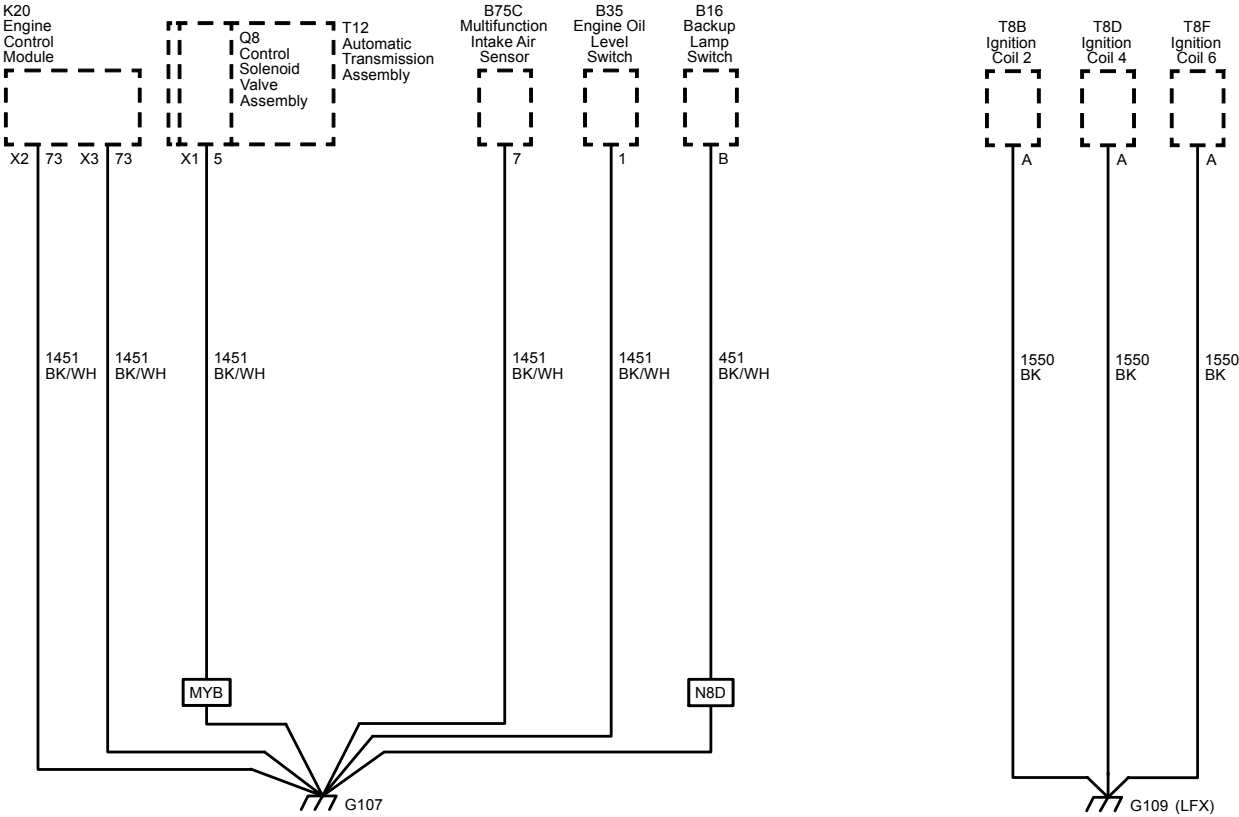 K20
Engine
Control
Module
Q8
Control
Solenoid
Valve
Assembly
T12
Automatic
Transmission
Assembly
B75C
Multifunction
Intake Air
Sensor
B35
Engine Oil
Level
Switch
B16
Backup
Lamp
Switch
T8B
Ignition
Coil 2
T8D
Ignition
Coil 4
T8F
Ignition
Coil 6
X2 73 X3 73 X1 5 7 1 B A A A
1451
BK/WH
1451
BK/WH
1451
BK/WH
1451
BK/WH
1451
BK/WH
451
BK/WH
1550
BK
1550
BK
1550
BK
MYB
N8D
G107
G109 (LFX)